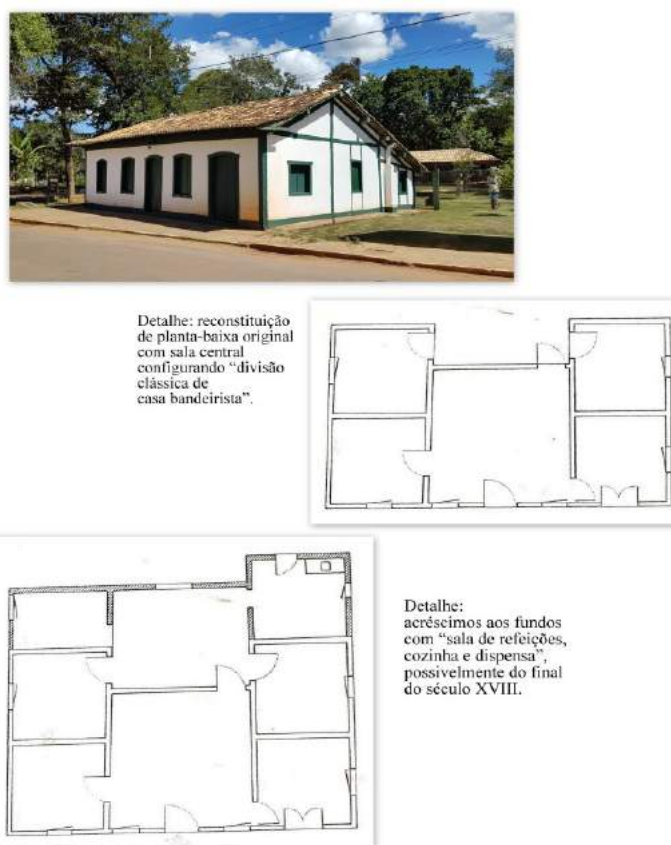 Detalhe: reconstituição
de planta-baixa original
com sala central
configurando “divisão
clássica de
casa bandeirista”.
Detalhe:
acréscimos aos fundos
com “sala de refeições,
cozinha e dispensa”,
possivelmente do final
do século XVIII.